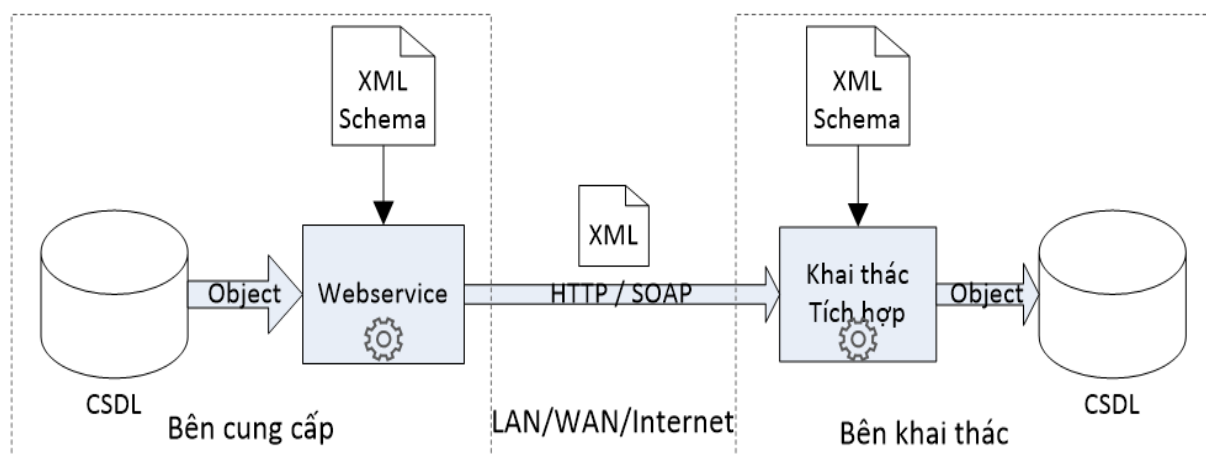 XML
Schema
XML
Schema
XML
Object
Webservice
HTTP / SOAP
Khai thác
Tích hợp
Object
CSDL
CSDL
Bên cung cấp
LAN/WAN/Internet
Bên khai thác